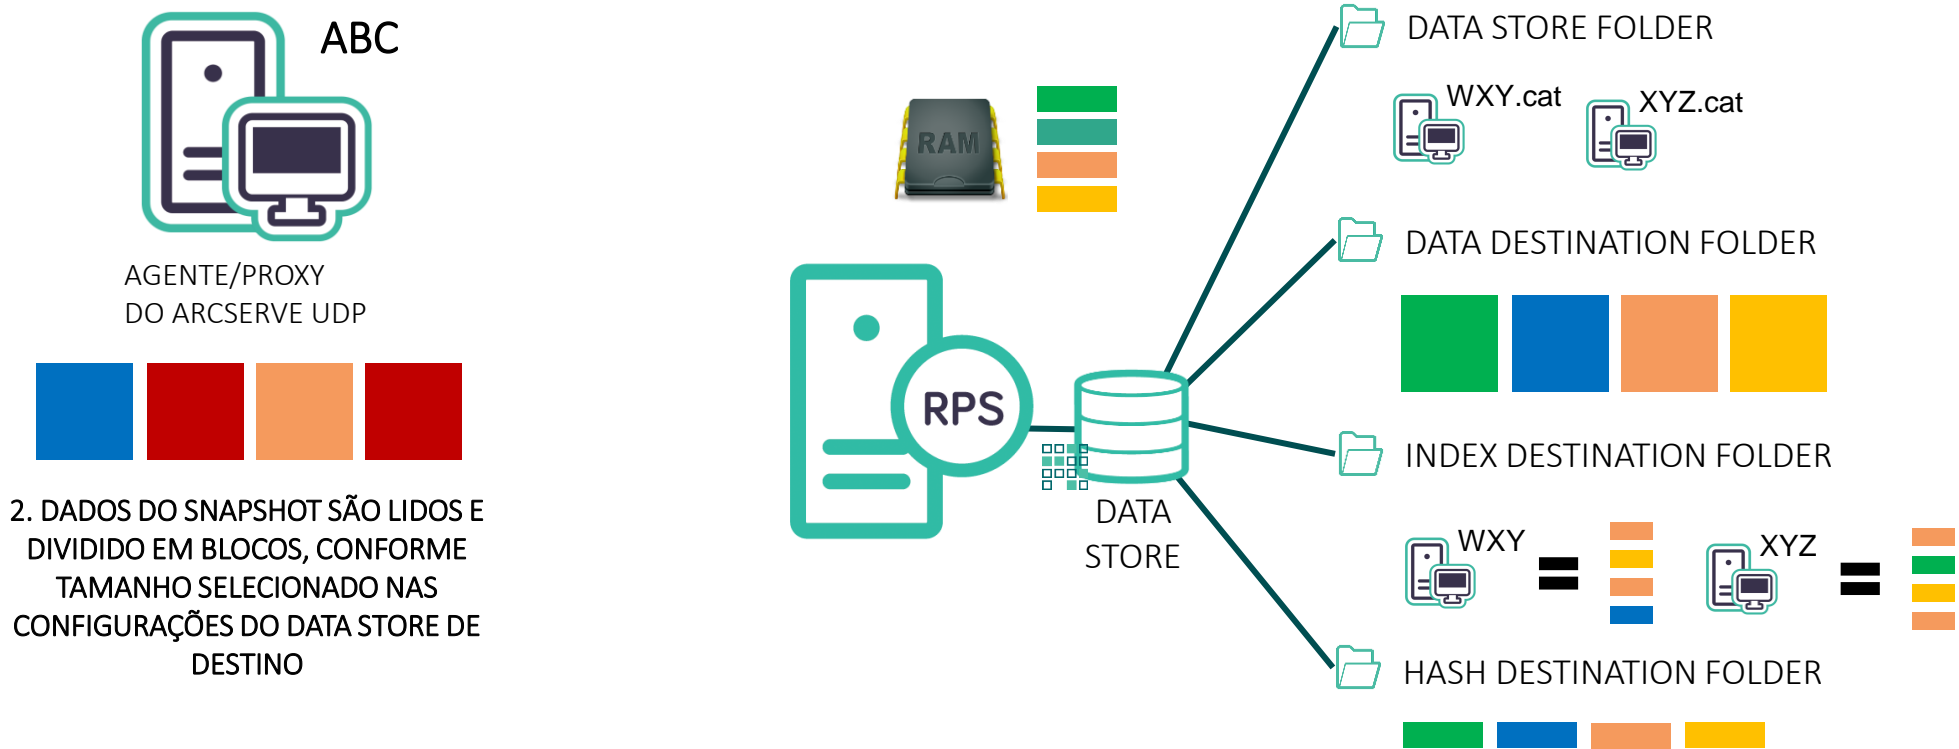 ABC
AGENTE/PROXY
DO ARCSERVE UDP
2. DADOS DO SNAPSHOT SÃO LIDOS E
DIVIDIDO EM BLOCOS, CONFORME
TAMANHO SELECIONADO NAS
CONFIGURAÇÕES DO DATA STORE DE
DESTINO
RAM
RPS
DATA
STORE
DATA STORE FOLDER
WXY.cat
XYZ.cat
DATA DESTINATION FOLDER
INDEX DESTINATION FOLDER
WXY =
XYZ =
HASH DESTINATION FOLDER